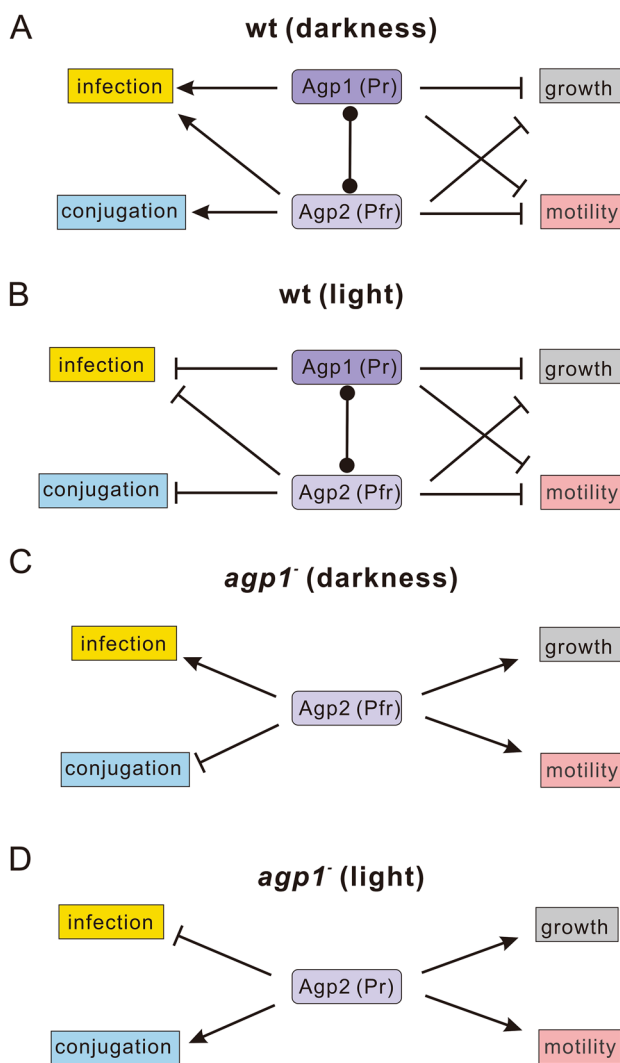 A
wt (darkness)
infection
Agp1 (Pr)
growth
conjugation
Agp2 (Pfr)
motility
B
wt (light)
infection
Agp1 (Pr)
growth
conjugation
Agp2 (Pfr)
motility
C
agp1⁻ (darkness)
infection
growth
Agp2 (Pfr)
conjugation
motility
D
agp1⁻ (light)
infection
growth
Agp2 (Pr)
conjugation
motility